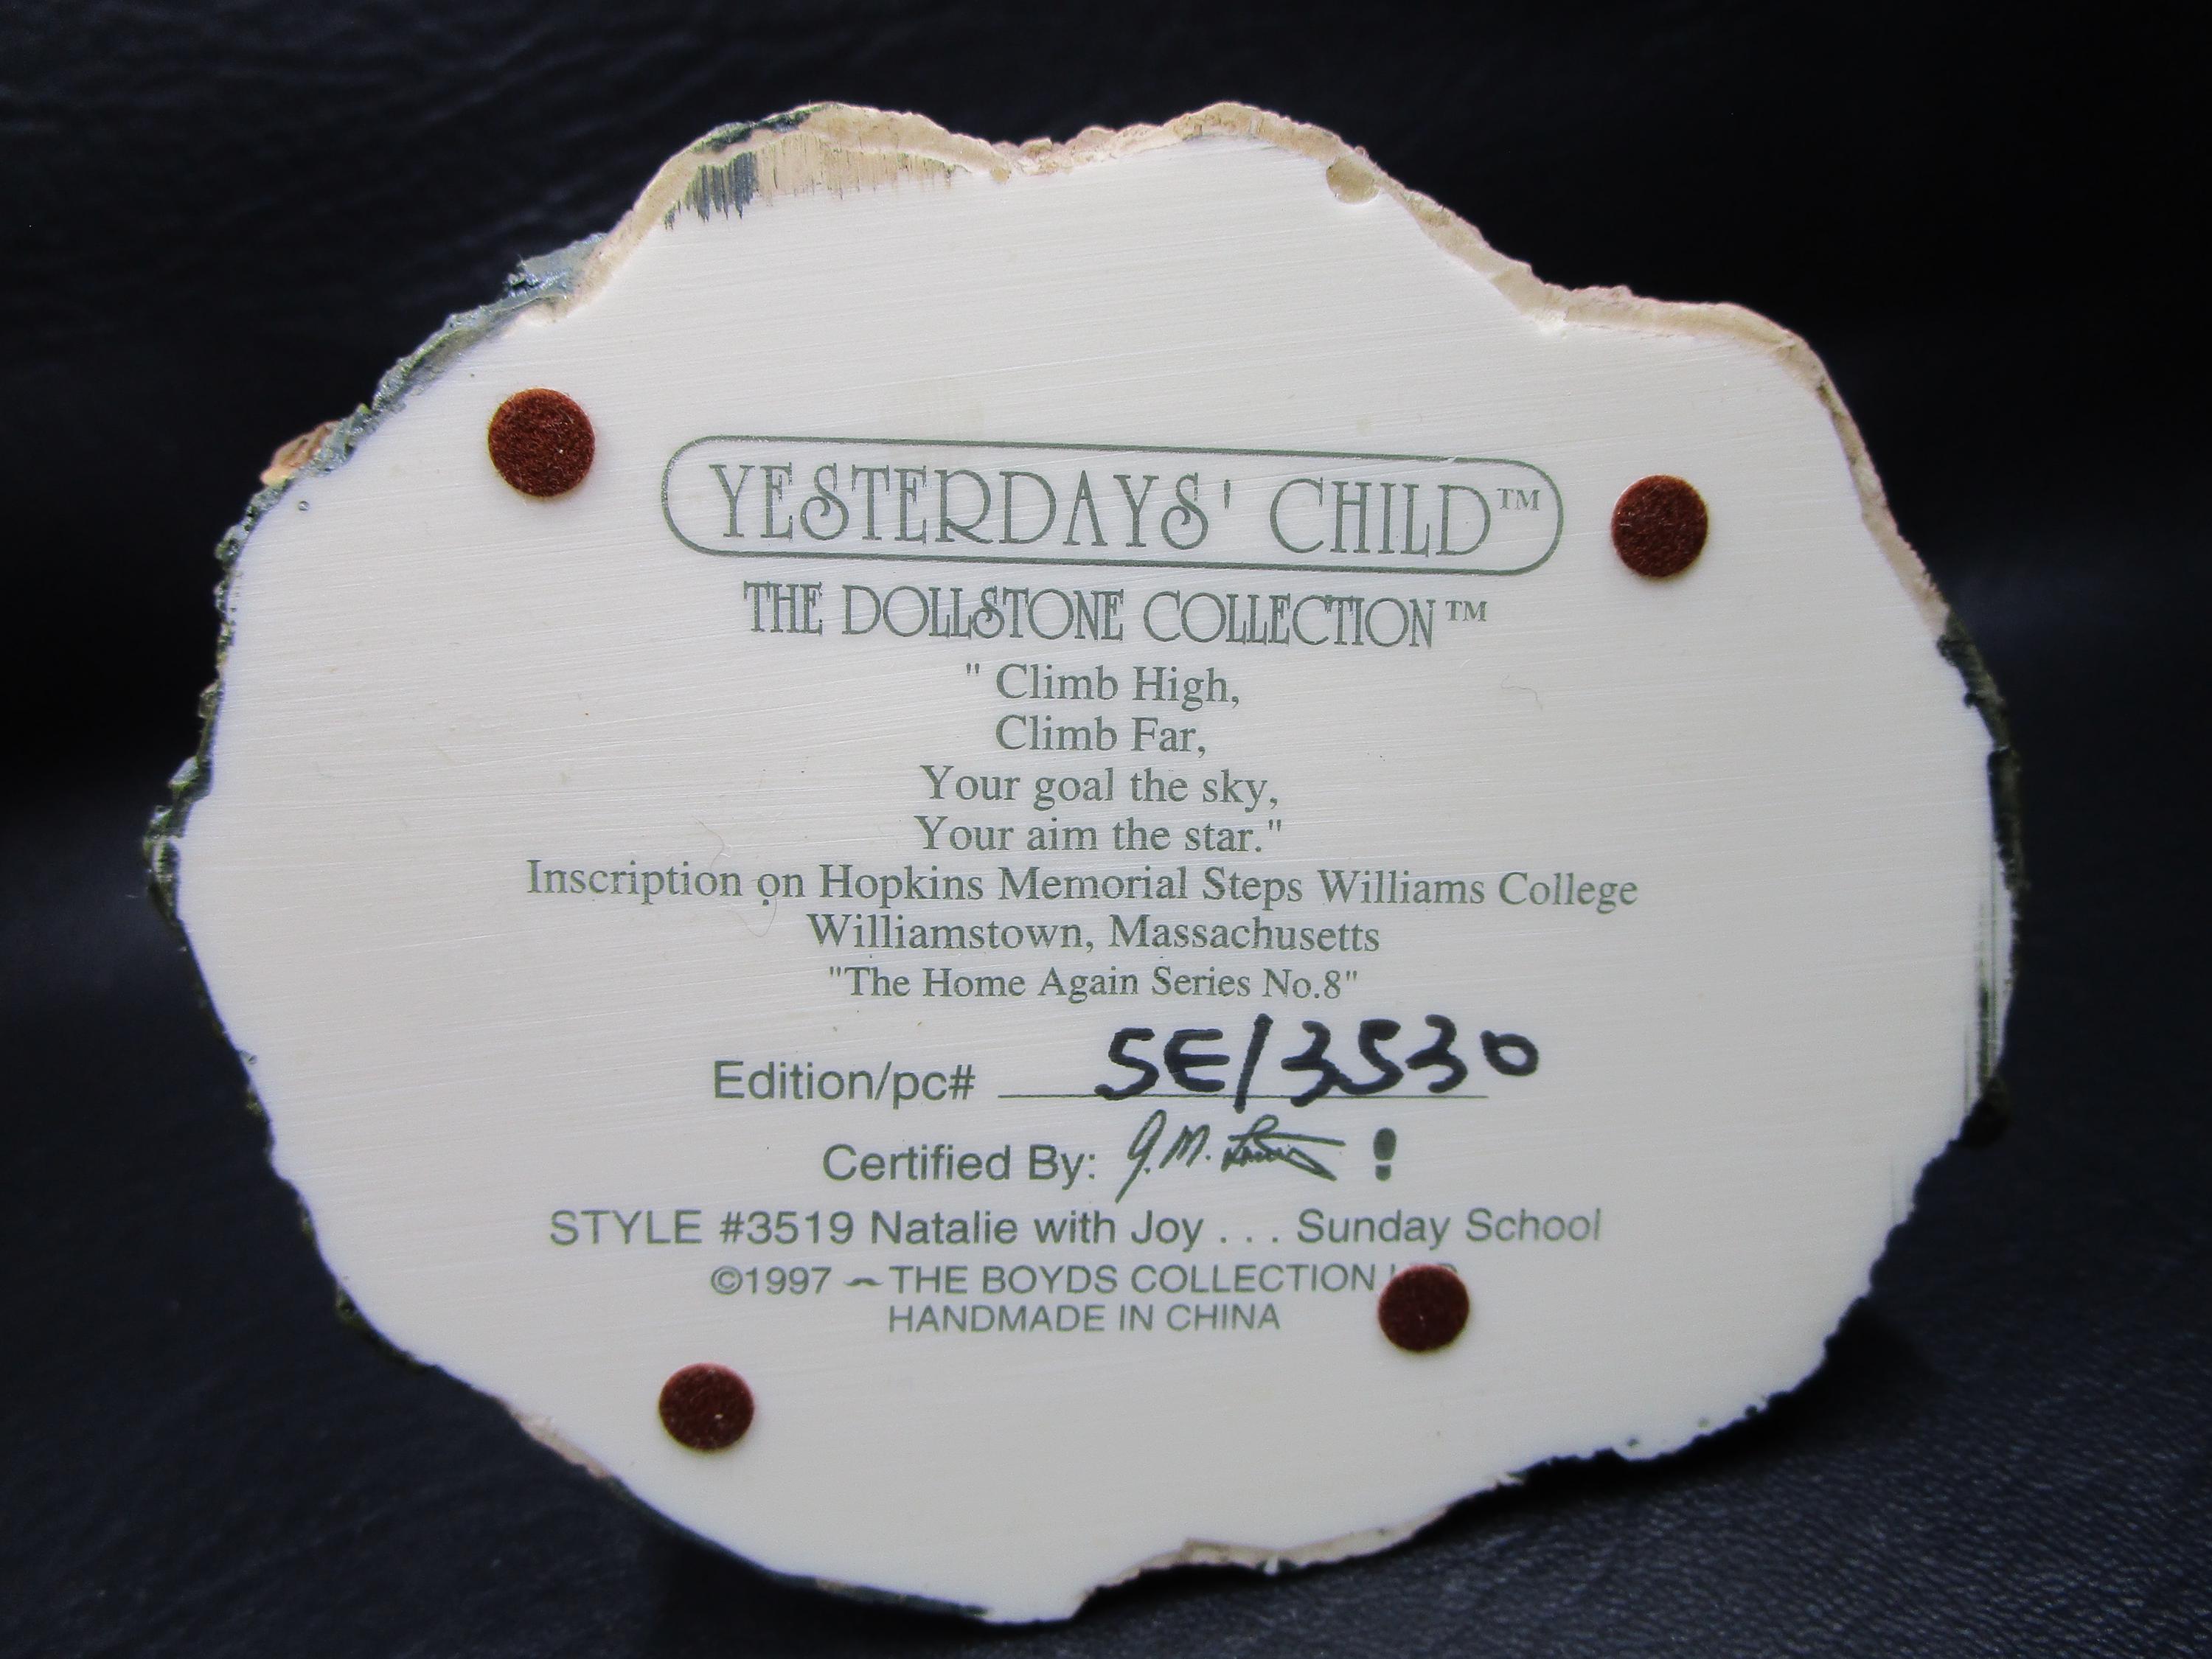 YESTERDAYS' CHILD™
THE DOLLSTONE COLLECTION™
" Climb High,
Climb Far,
Your goal the sky,
Your aim the star."
Inscription on Hopkins Memorial Steps Williams College
Williamstown, Massachusetts
"The Home Again Series No.8"
Edition/pc# 5E/3530
Certified By: J.M. !
STYLE #3519 Natalie with Joy . . . Sunday School
©1997 ~ THE BOYDS COLLECTION
HANDMADE IN CHINA